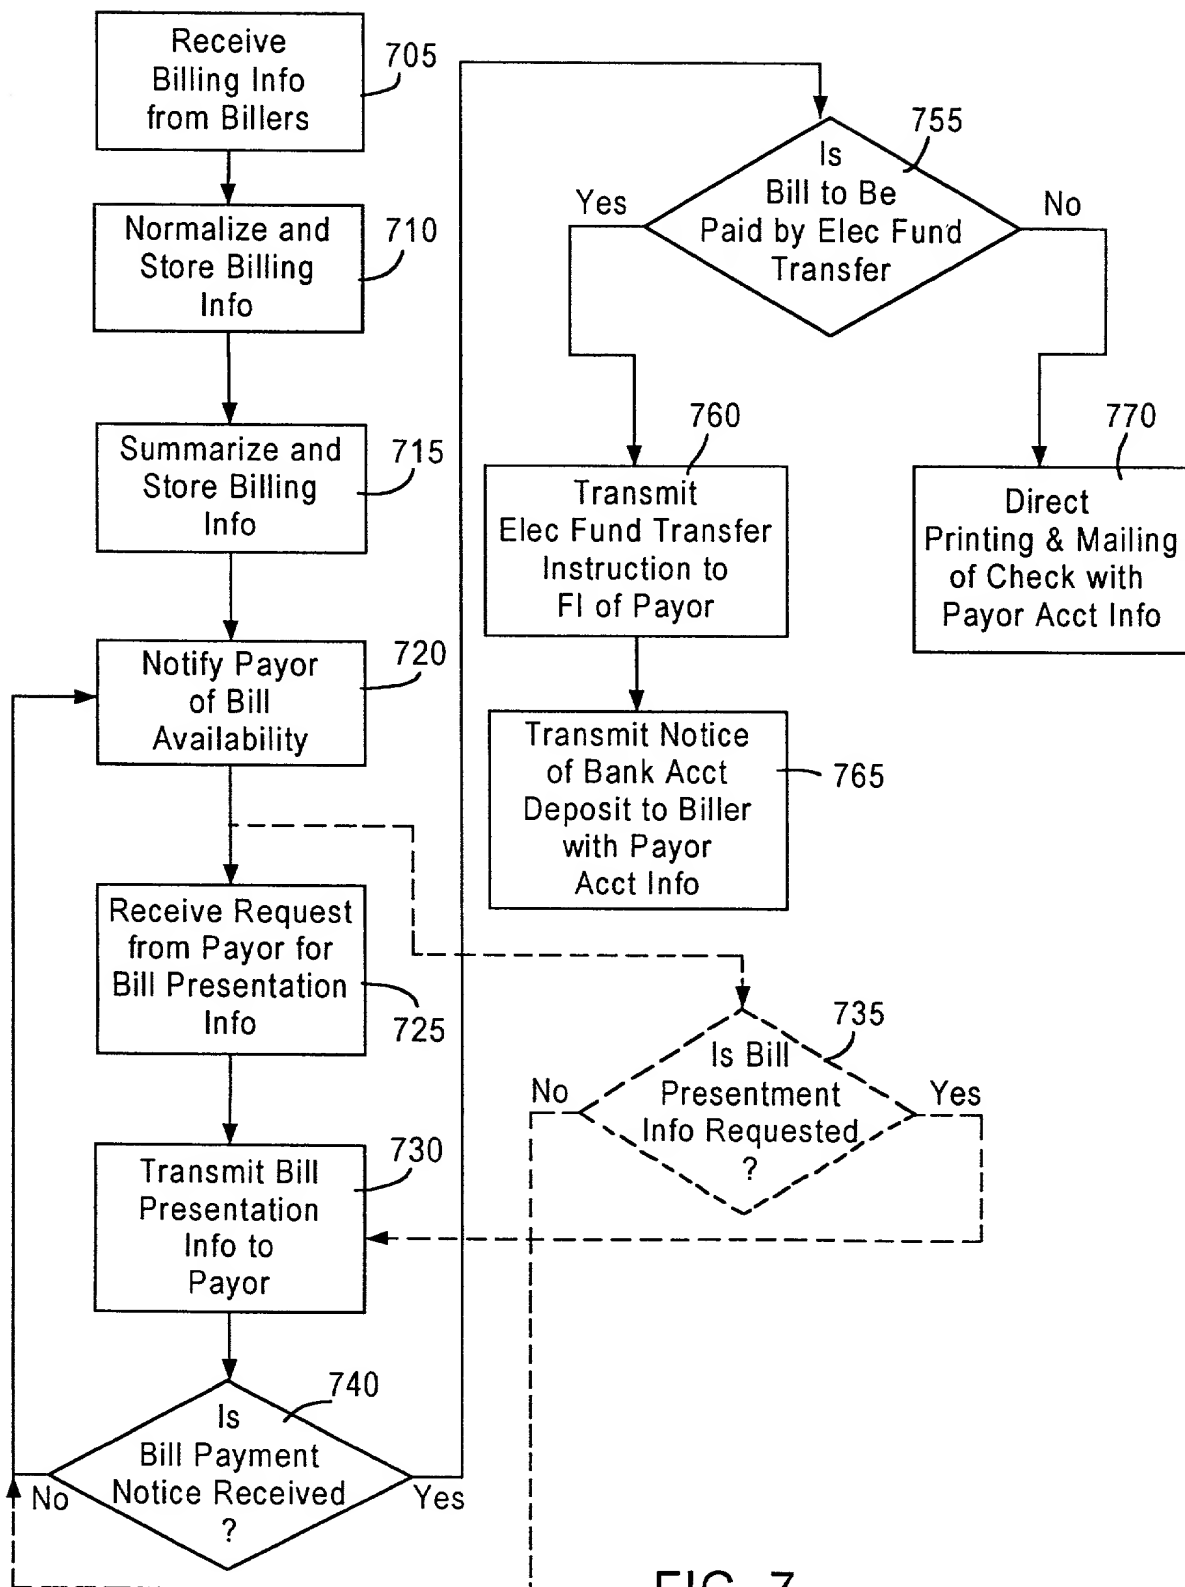 Receive
Billing Info
from Billers
705
Normalize and
Store Billing
Info
710
Summarize and
Store Billing
Info
715
Notify Payor
of Bill
Availability
720
Receive Request
from Payor for
Bill Presentation
Info
725
Transmit Bill
Presentation
Info to
Payor
730
Is
Bill Payment
Notice Received
?
740
No
Yes
Is
Bill to Be
Paid by Elec Fund
Transfer
755
Yes
No
Transmit
Elec Fund Transfer
Instruction to
FI of Payor
760
Direct
Printing & Mailing
of Check with
Payor Acct Info
770
Transmit Notice
of Bank Acct
Deposit to Biller
with Payor
Acct Info
765
Is Bill
Presentment
Info Requested
?
735
No
Yes
FIG. 7